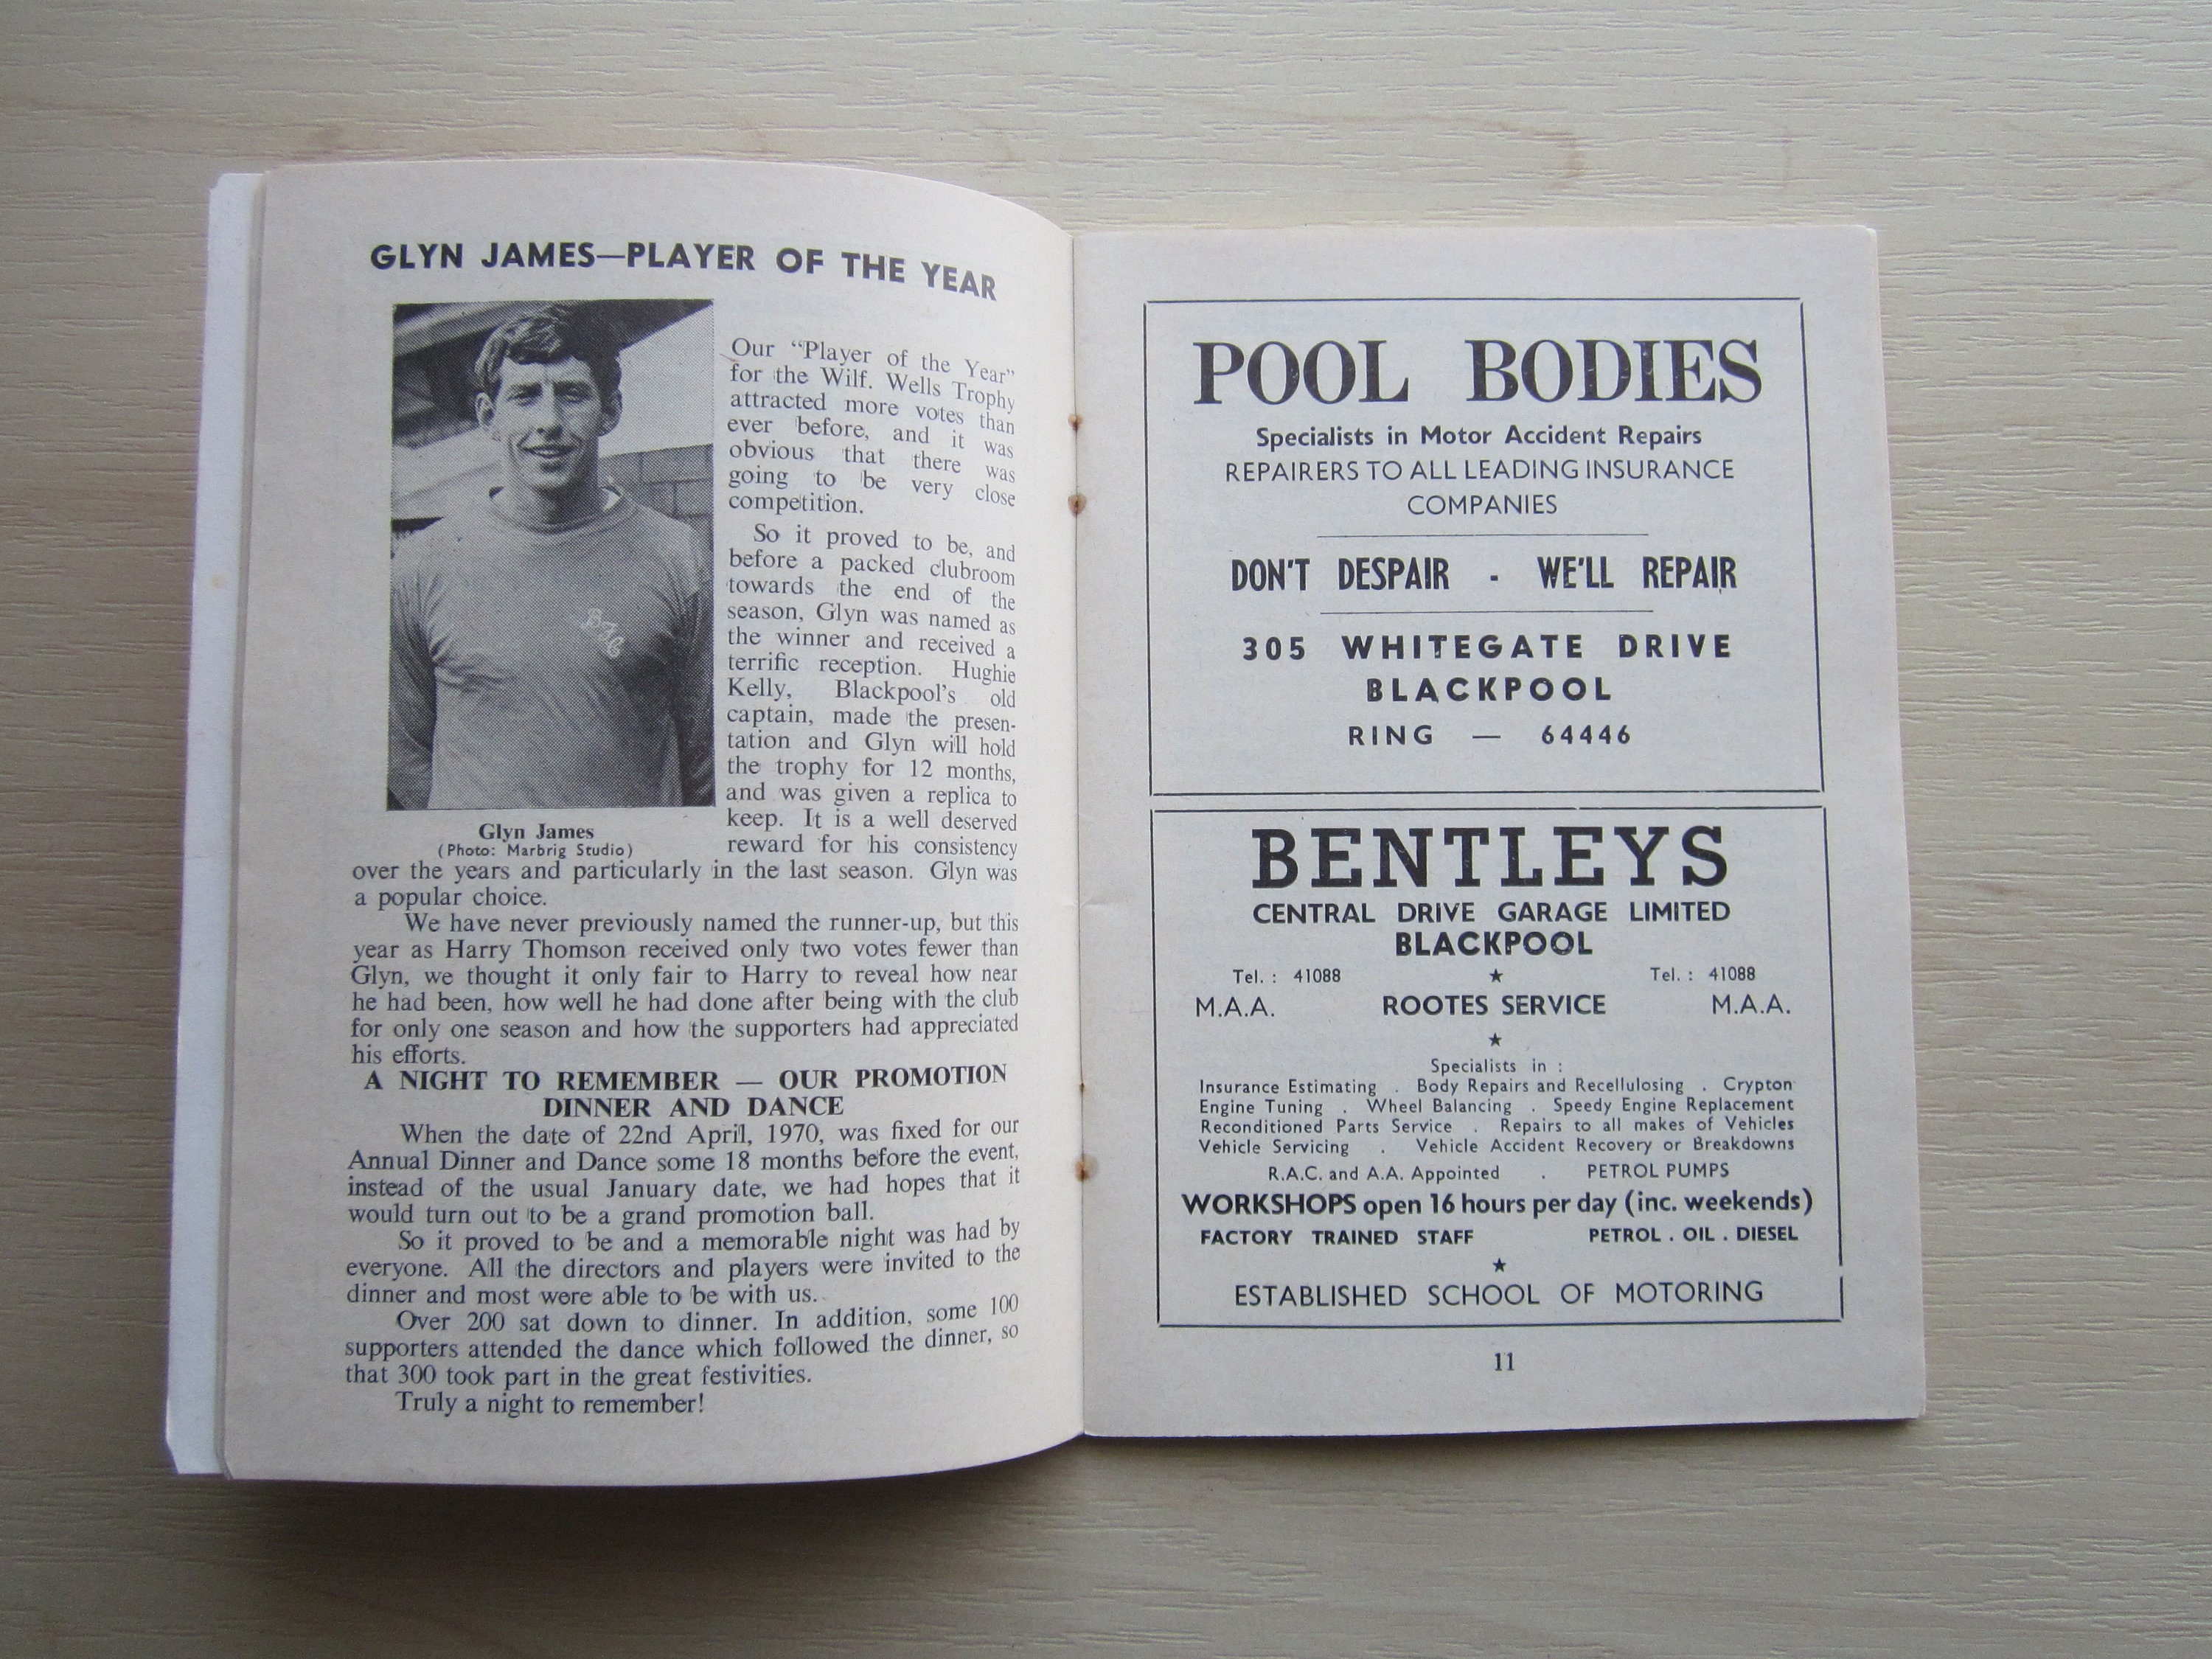 GLYN JAMES—PLAYER OF THE YEAR
Our "Player of the Year"
for the Wilf. Wells Trophy
attracted more votes than
ever before, and it was
obvious that there was
going to be very close
competition.
So it proved to be, and
before a packed clubroom
towards the end of the
season, Glyn was named as
the winner and received a
terrific reception. Hughie
Kelly, Blackpool's old
captain, made the presen-
tation and Glyn will hold
the trophy for 12 months,
and was given a replica to
keep. It is a well deserved
reward for his consistency
BFC
Glyn James
(Photo: Marbrig Studio)
over the years and particularly in the last season. Glyn was
a popular choice.
We have never previously named the runner-up, but this
year as Harry Thomson received only two votes fewer than
Glyn, we thought it only fair to Harry to reveal how near
he had been, how well he had done after being with the club
for only one season and how the supporters had appreciated
his efforts.
A NIGHT TO REMEMBER — OUR PROMOTION
DINNER AND DANCE
When the date of 22nd April, 1970, was fixed for our
Annual Dinner and Dance some 18 months before the event,
instead of the usual January date, we had hopes that it
would turn out to be a grand promotion ball.
So it proved to be and a memorable night was had by
everyone. All the directors and players were invited to the
dinner and most were able to be with us.
Over 200 sat down to dinner. In addition, some 100
supporters attended the dance which followed the dinner, so
that 300 took part in the great festivities.
Truly a night to remember!
POOL BODIES
Specialists in Motor Accident Repairs
REPAIRERS TO ALL LEADING INSURANCE
COMPANIES
DON'T DESPAIR - WE'LL REPAIR
305 WHITEGATE DRIVE
BLACKPOOL
RING — 64446
BENTLEYS
CENTRAL DRIVE GARAGE LIMITED
BLACKPOOL
Tel. : 41088 ★ Tel. : 41088
M.A.A. ROOTES SERVICE M.A.A.
★
Specialists in :
Insurance Estimating . Body Repairs and Recellulosing . Crypton
Engine Tuning . Wheel Balancing . Speedy Engine Replacement
Reconditioned Parts Service . Repairs to all makes of Vehicles
Vehicle Servicing . Vehicle Accident Recovery or Breakdowns
R.A.C. and A.A. Appointed . PETROL PUMPS
WORKSHOPS open 16 hours per day (inc. weekends)
FACTORY TRAINED STAFF PETROL . OIL . DIESEL
★
ESTABLISHED SCHOOL OF MOTORING
11